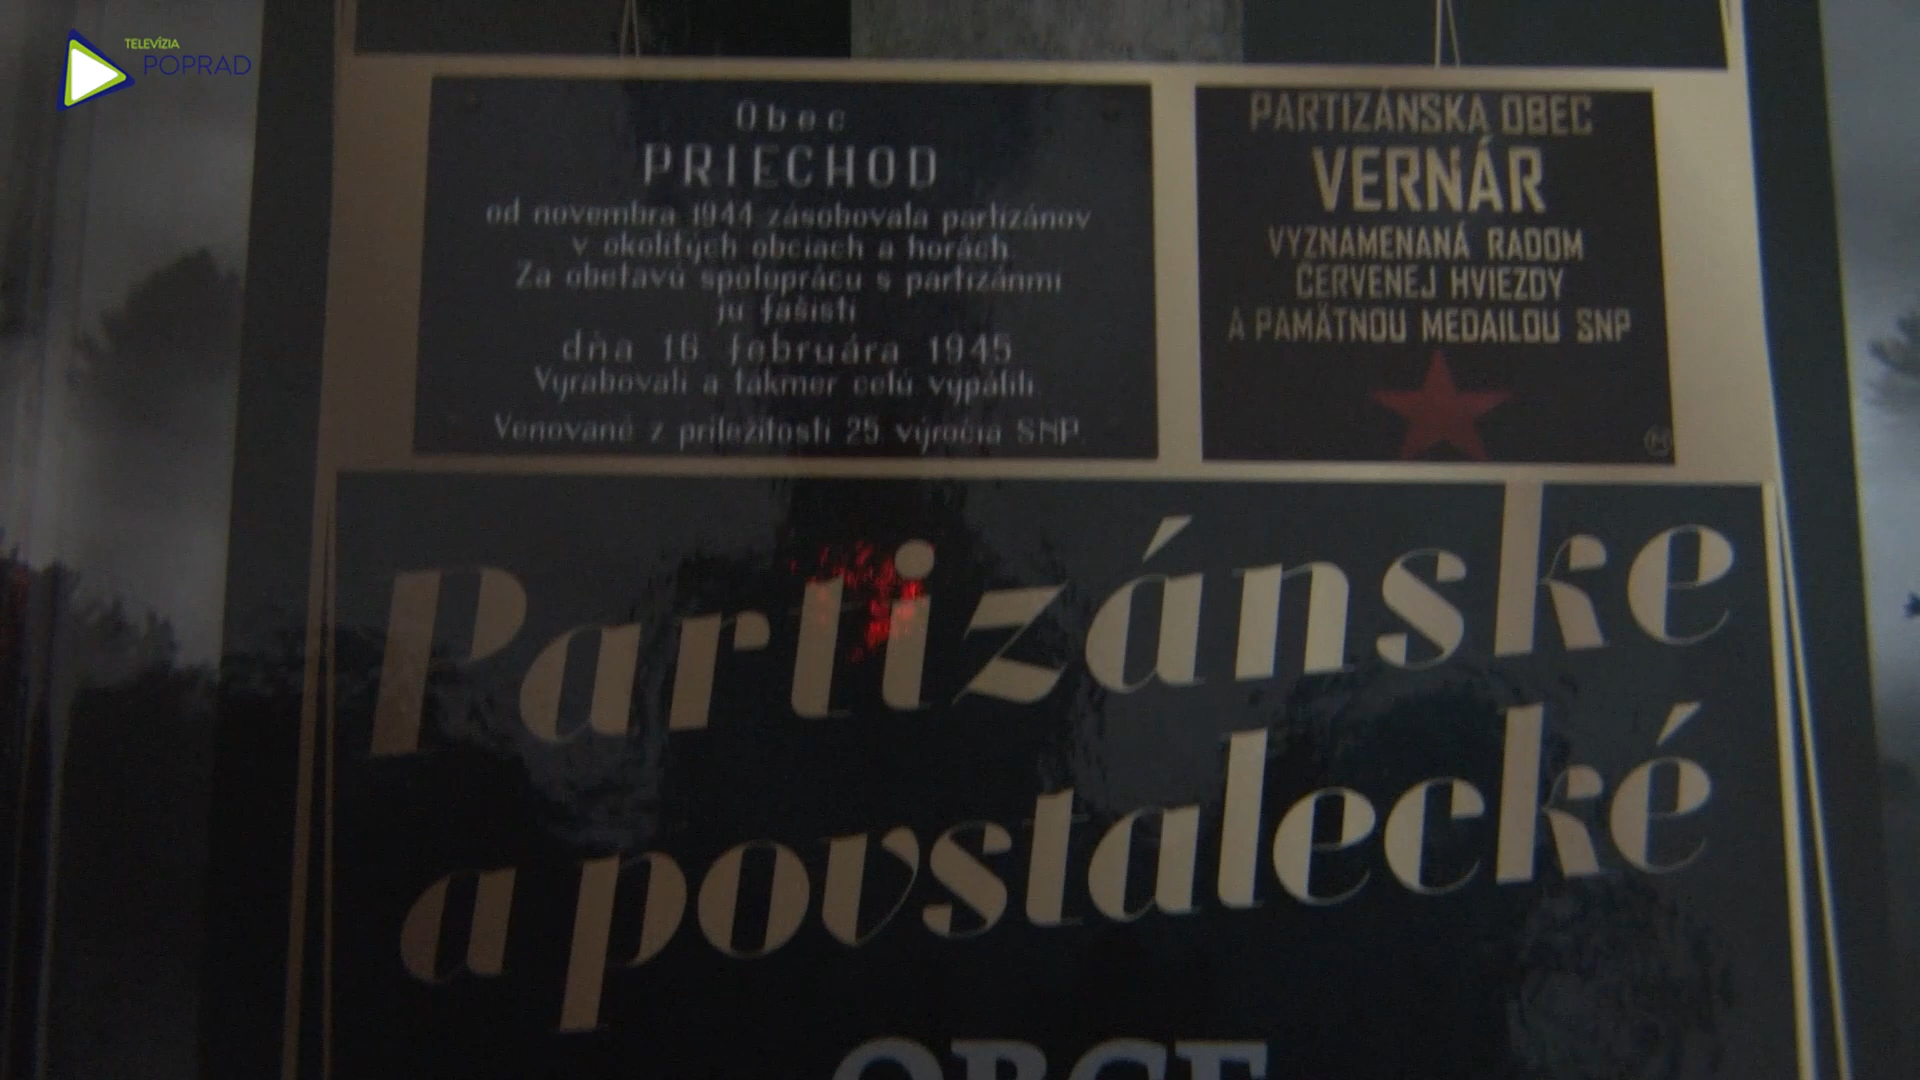 TELEVÍZIA
POPRAD
Obec
PRIECHOD
od novembra 1944 zásobovala partizánov
v okolitých obciach a horách.
Za obetavú spoluprácu s partizánmi
ju fašisti
dňa 16 februára 1945
Vyrabovali a takmer celú vypálili.
Venované z príležitosti 25 výročia SNP
PARTIZÁNSKA OBEC
VERNÁR
VYZNAMENANÁ RADOM
ČERVENEJ HVIEZDY
A PAMÄTNOU MEDAILOU SNP
Partizánske
a povstalecké
OBCE